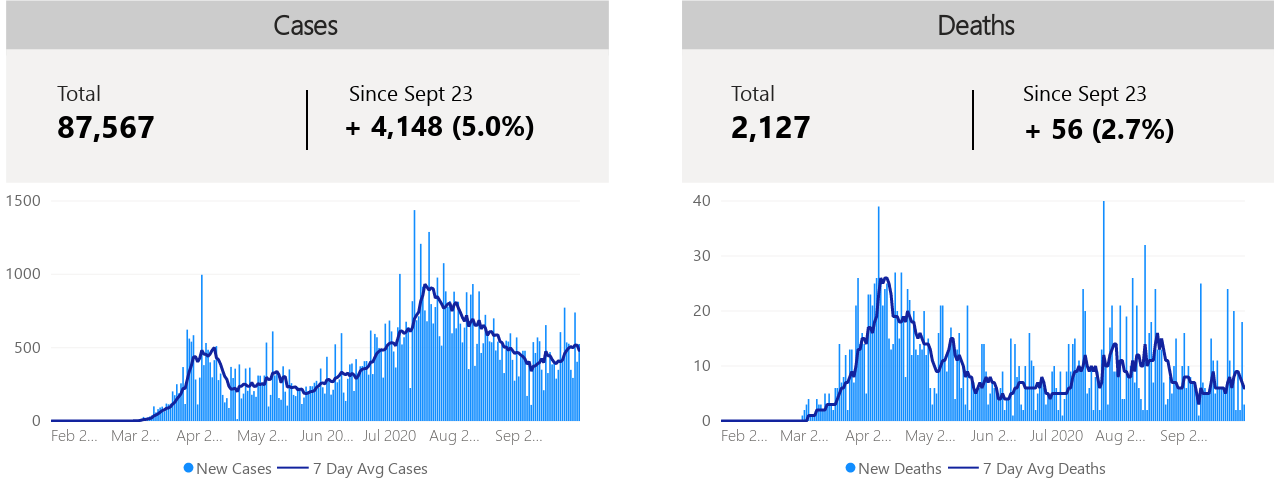 Cases
Total
87,567
Since Sept 23
+ 4,148 (5.0%)
1500
1000
500
0
Feb 2...
Mar 2...
Apr 2...
May 2...
Jun 20...
Jul 2020
Aug 2...
Sep 2...
New Cases
7 Day Avg Cases
Deaths
Total
2,127
Since Sept 23
+ 56 (2.7%)
40
30
20
10
0
Feb 2...
Mar 2...
Apr 2...
May 2...
Jun 2...
Jul 2020
Aug 2...
Sep 2...
New Deaths
7 Day Avg Deaths